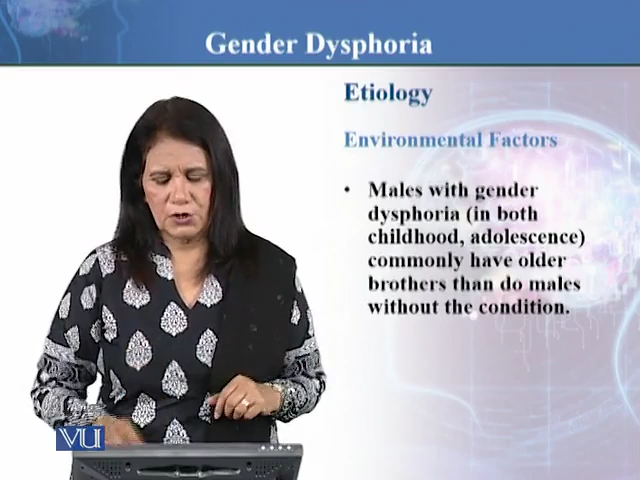 Gender Dysphoria
Etiology
Environmental Factors
• Males with gender
dysphoria (in both
childhood, adolescence)
commonly have older
brothers than do males
without the condition.
VU